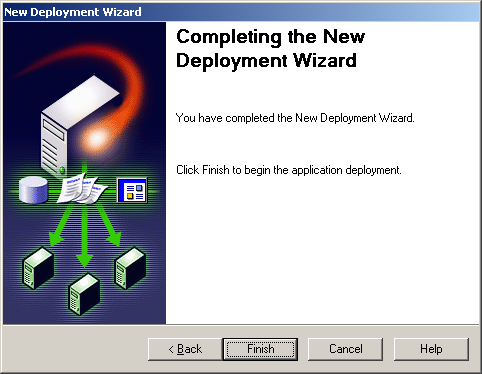 New Deployment Wizard
Completing the New
Deployment Wizard
You have completed the New Deployment Wizard.
Click Finish to begin the application deployment.
< Back
Finish
Cancel
Help